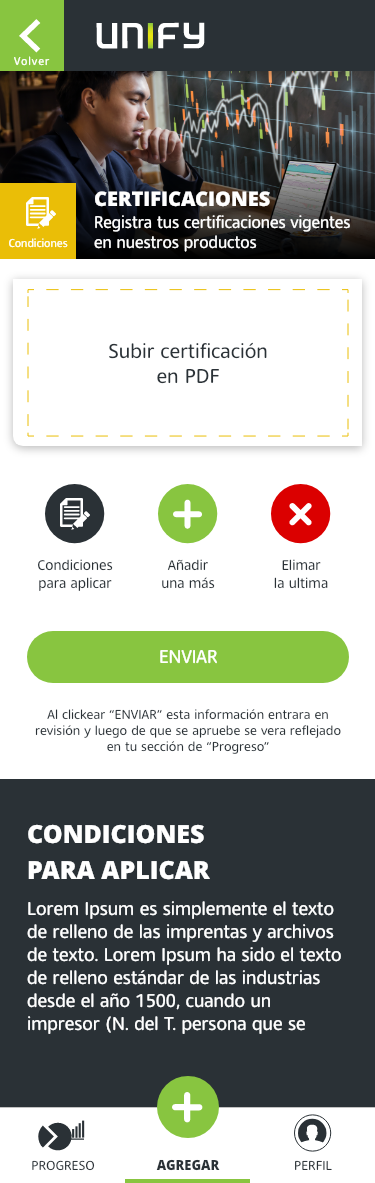 Volver
UNIFY
Condiciones
CERTIFICACIONES
Registra tus certificaciones vigentes
en nuestros productos
Subir certificación
en PDF
Condiciones
para aplicar
Añadir
una más
Elimar
la ultima
ENVIAR
Al clickear “ENVIAR” esta información entrara en
revisión y luego de que se apruebe se vera reflejado
en tu sección de “Progreso”
CONDICIONES
PARA APLICAR
Lorem Ipsum es simplemente el texto
de relleno de las imprentas y archivos
de texto. Lorem Ipsum ha sido el texto
de relleno estándar de las industrias
desde el año 1500, cuando un
impresor (N. del T. persona que se
PROGRESO
AGREGAR
PERFIL